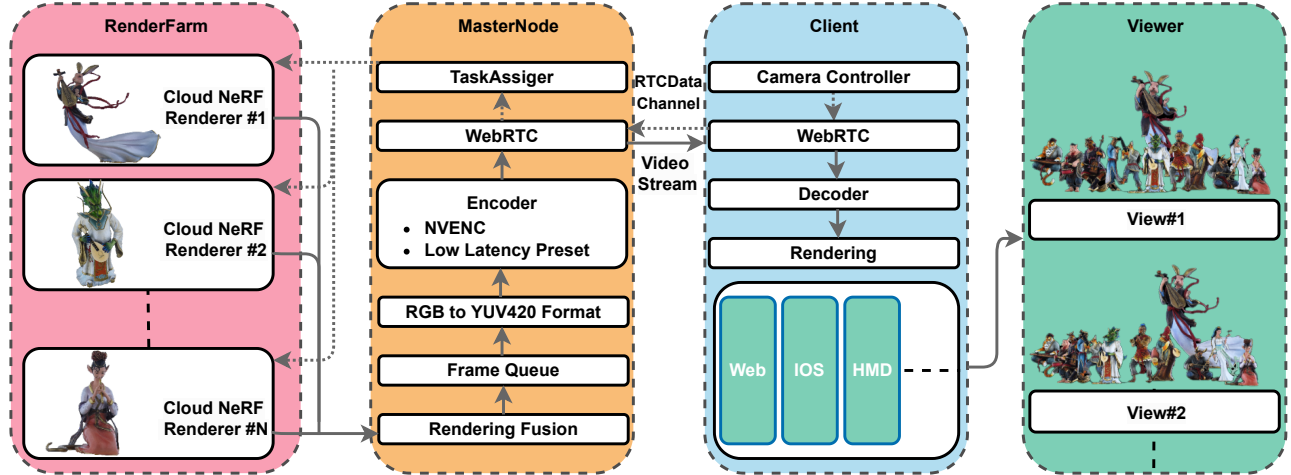 RenderFarm
Cloud NeRF
Renderer #1
Cloud NeRF
Renderer #2
Cloud NeRF
Renderer #N
MasterNode
TaskAssiger
WebRTC
Encoder
• NVENC
• Low Latency Preset
RGB to YUV420 Format
Frame Queue
Rendering Fusion
RTCData
Channel
Video
Stream
Client
Camera Controller
WebRTC
Decoder
Rendering
Web
IOS
HMD
Viewer
View#1
View#2